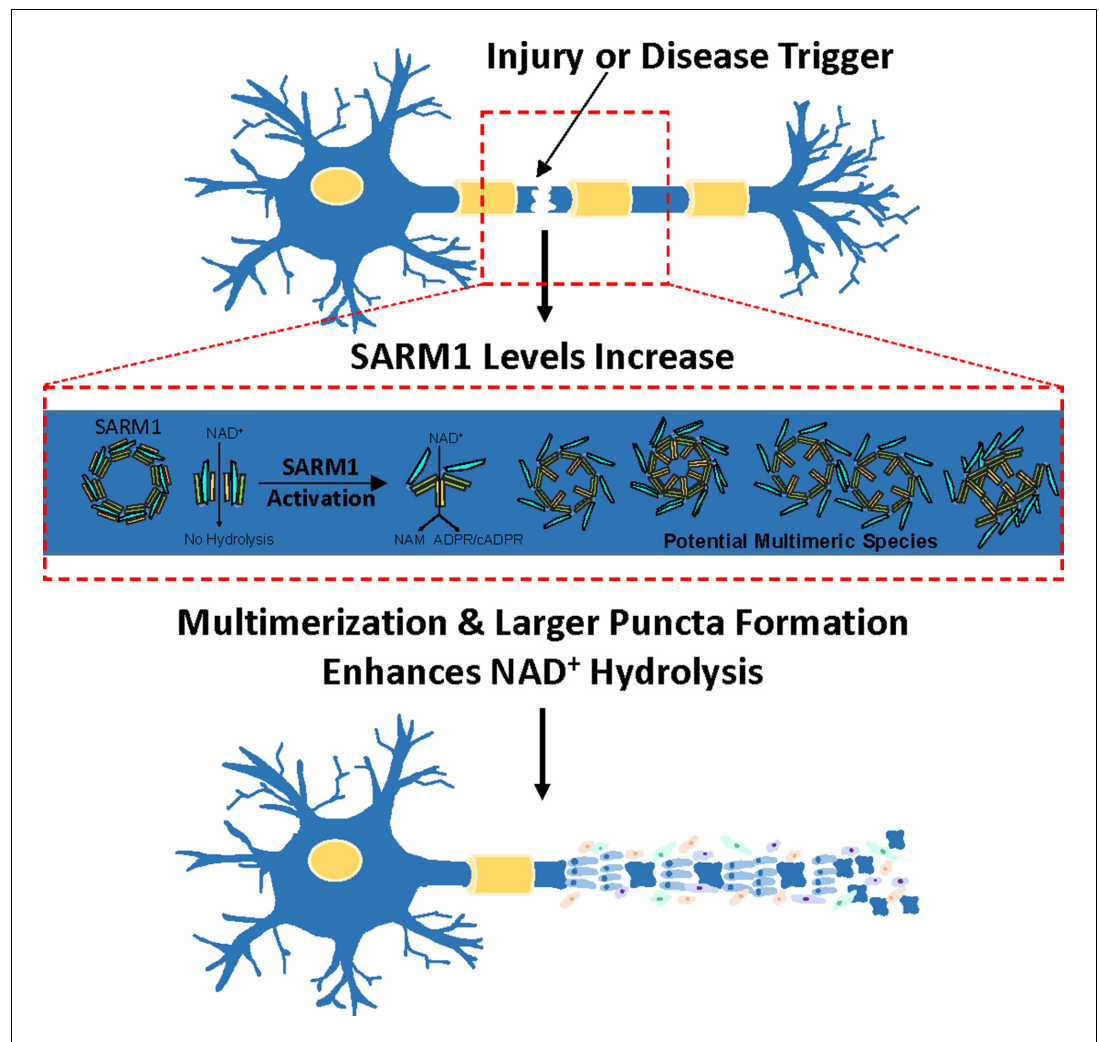 Injury or Disease Trigger
SARM1 Levels Increase
SARM1
NAD⁺
No Hydrolysis
SARM1
Activation
NAD⁺
NAM ADPR/cADPR
Potential Multimeric Species
Multimerization & Larger Puncta Formation
Enhances NAD⁺ Hydrolysis